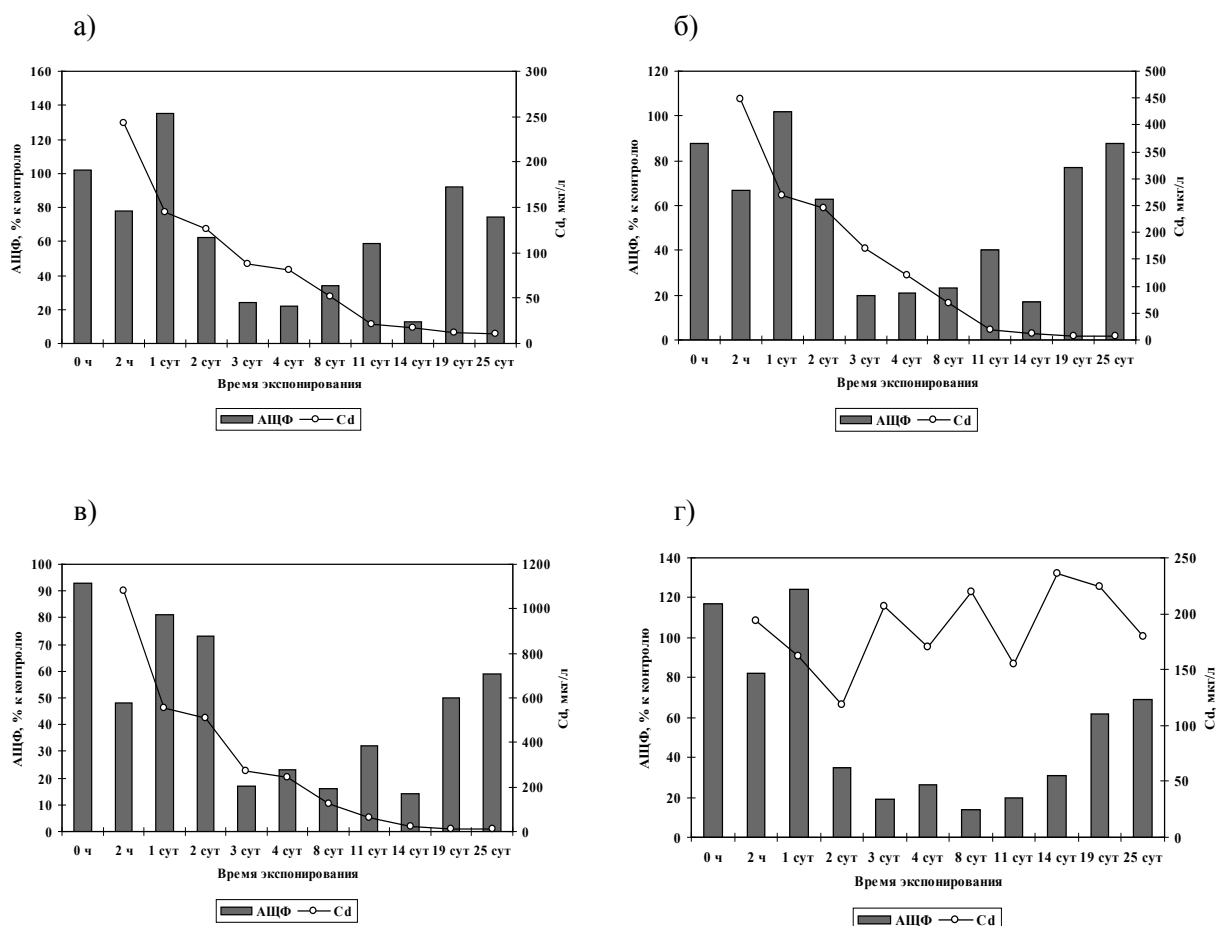 а)
160
140
120
100
80
60
40
20
0
АЩФ, % к контролю
300
250
200
150
100
50
0
Cd, мкг/л
0 ч 2 ч 1 сут 2 сут 3 сут 4 сут 8 сут 11 сут 14 сут 19 сут 25 сут
Время экспонирования
АЩФ Cd
б)
120
100
80
60
40
20
0
АЩФ, % к контролю
500
450
400
350
300
250
200
150
100
50
0
Cd, мкг/л
0 ч 2 ч 1 сут 2 сут 3 сут 4 сут 8 сут 11 сут 14 сут 19 сут 25 сут
Время экспонирования
АЩФ Cd
в)
100
90
80
70
60
50
40
30
20
10
0
АЩФ, % к контролю
1200
1000
800
600
400
200
0
Cd, мкг/л
0 ч 2 ч 1 сут 2 сут 3 сут 4 сут 8 сут 11 сут 14 сут 19 сут 25 сут
Время экспонирования
АЩФ Cd
г)
140
120
100
80
60
40
20
0
АЩФ, % к контролю
250
200
150
100
50
0
Cd, мкг/л
0 ч 2 ч 1 сут 2 сут 3 сут 4 сут 8 сут 11 сут 14 сут 19 сут 25 сут
Время экспонирования
АЩФ Cd